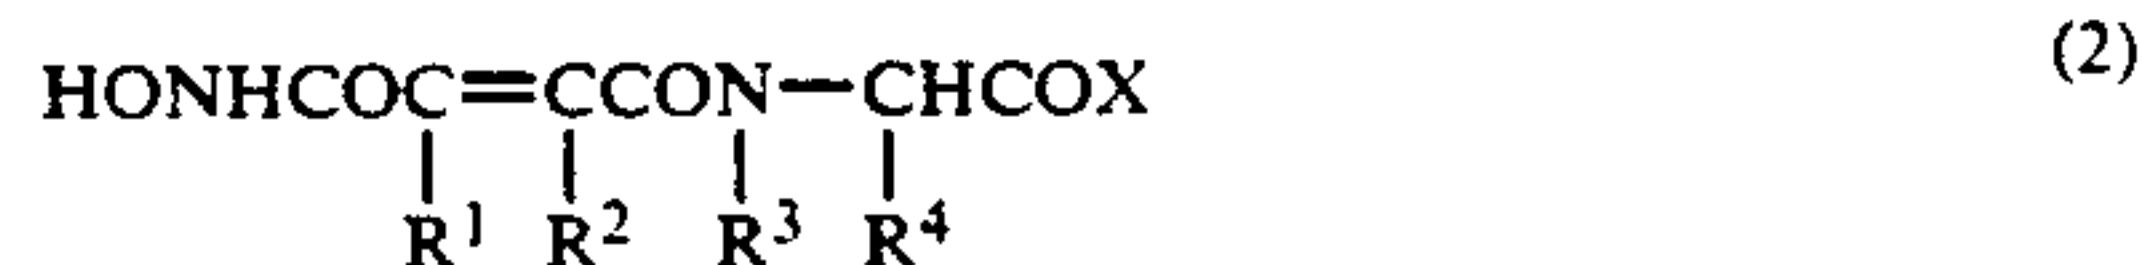 HONHCOC=CCON—CHCOX (2)
R¹ R² R³ R⁴